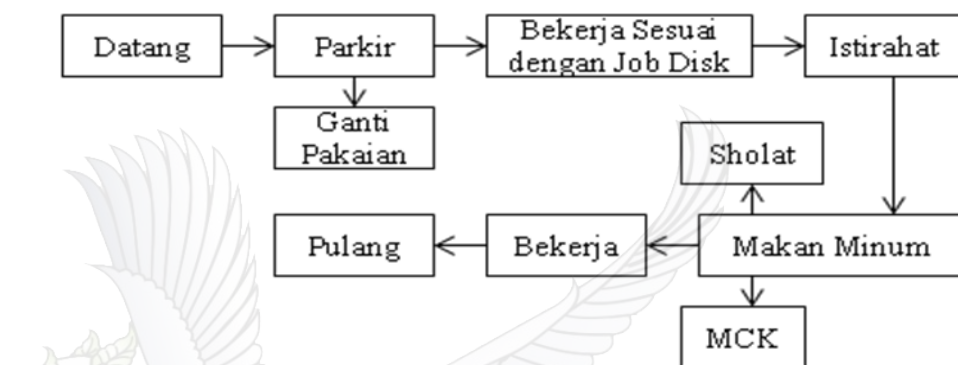 Datang
Parkir
Bekerja Sesuai
dengan Job Disk
Istirahat
Ganti
Pakaian
Sholat
Pulang
Bekerja
Makan Minum
MCK